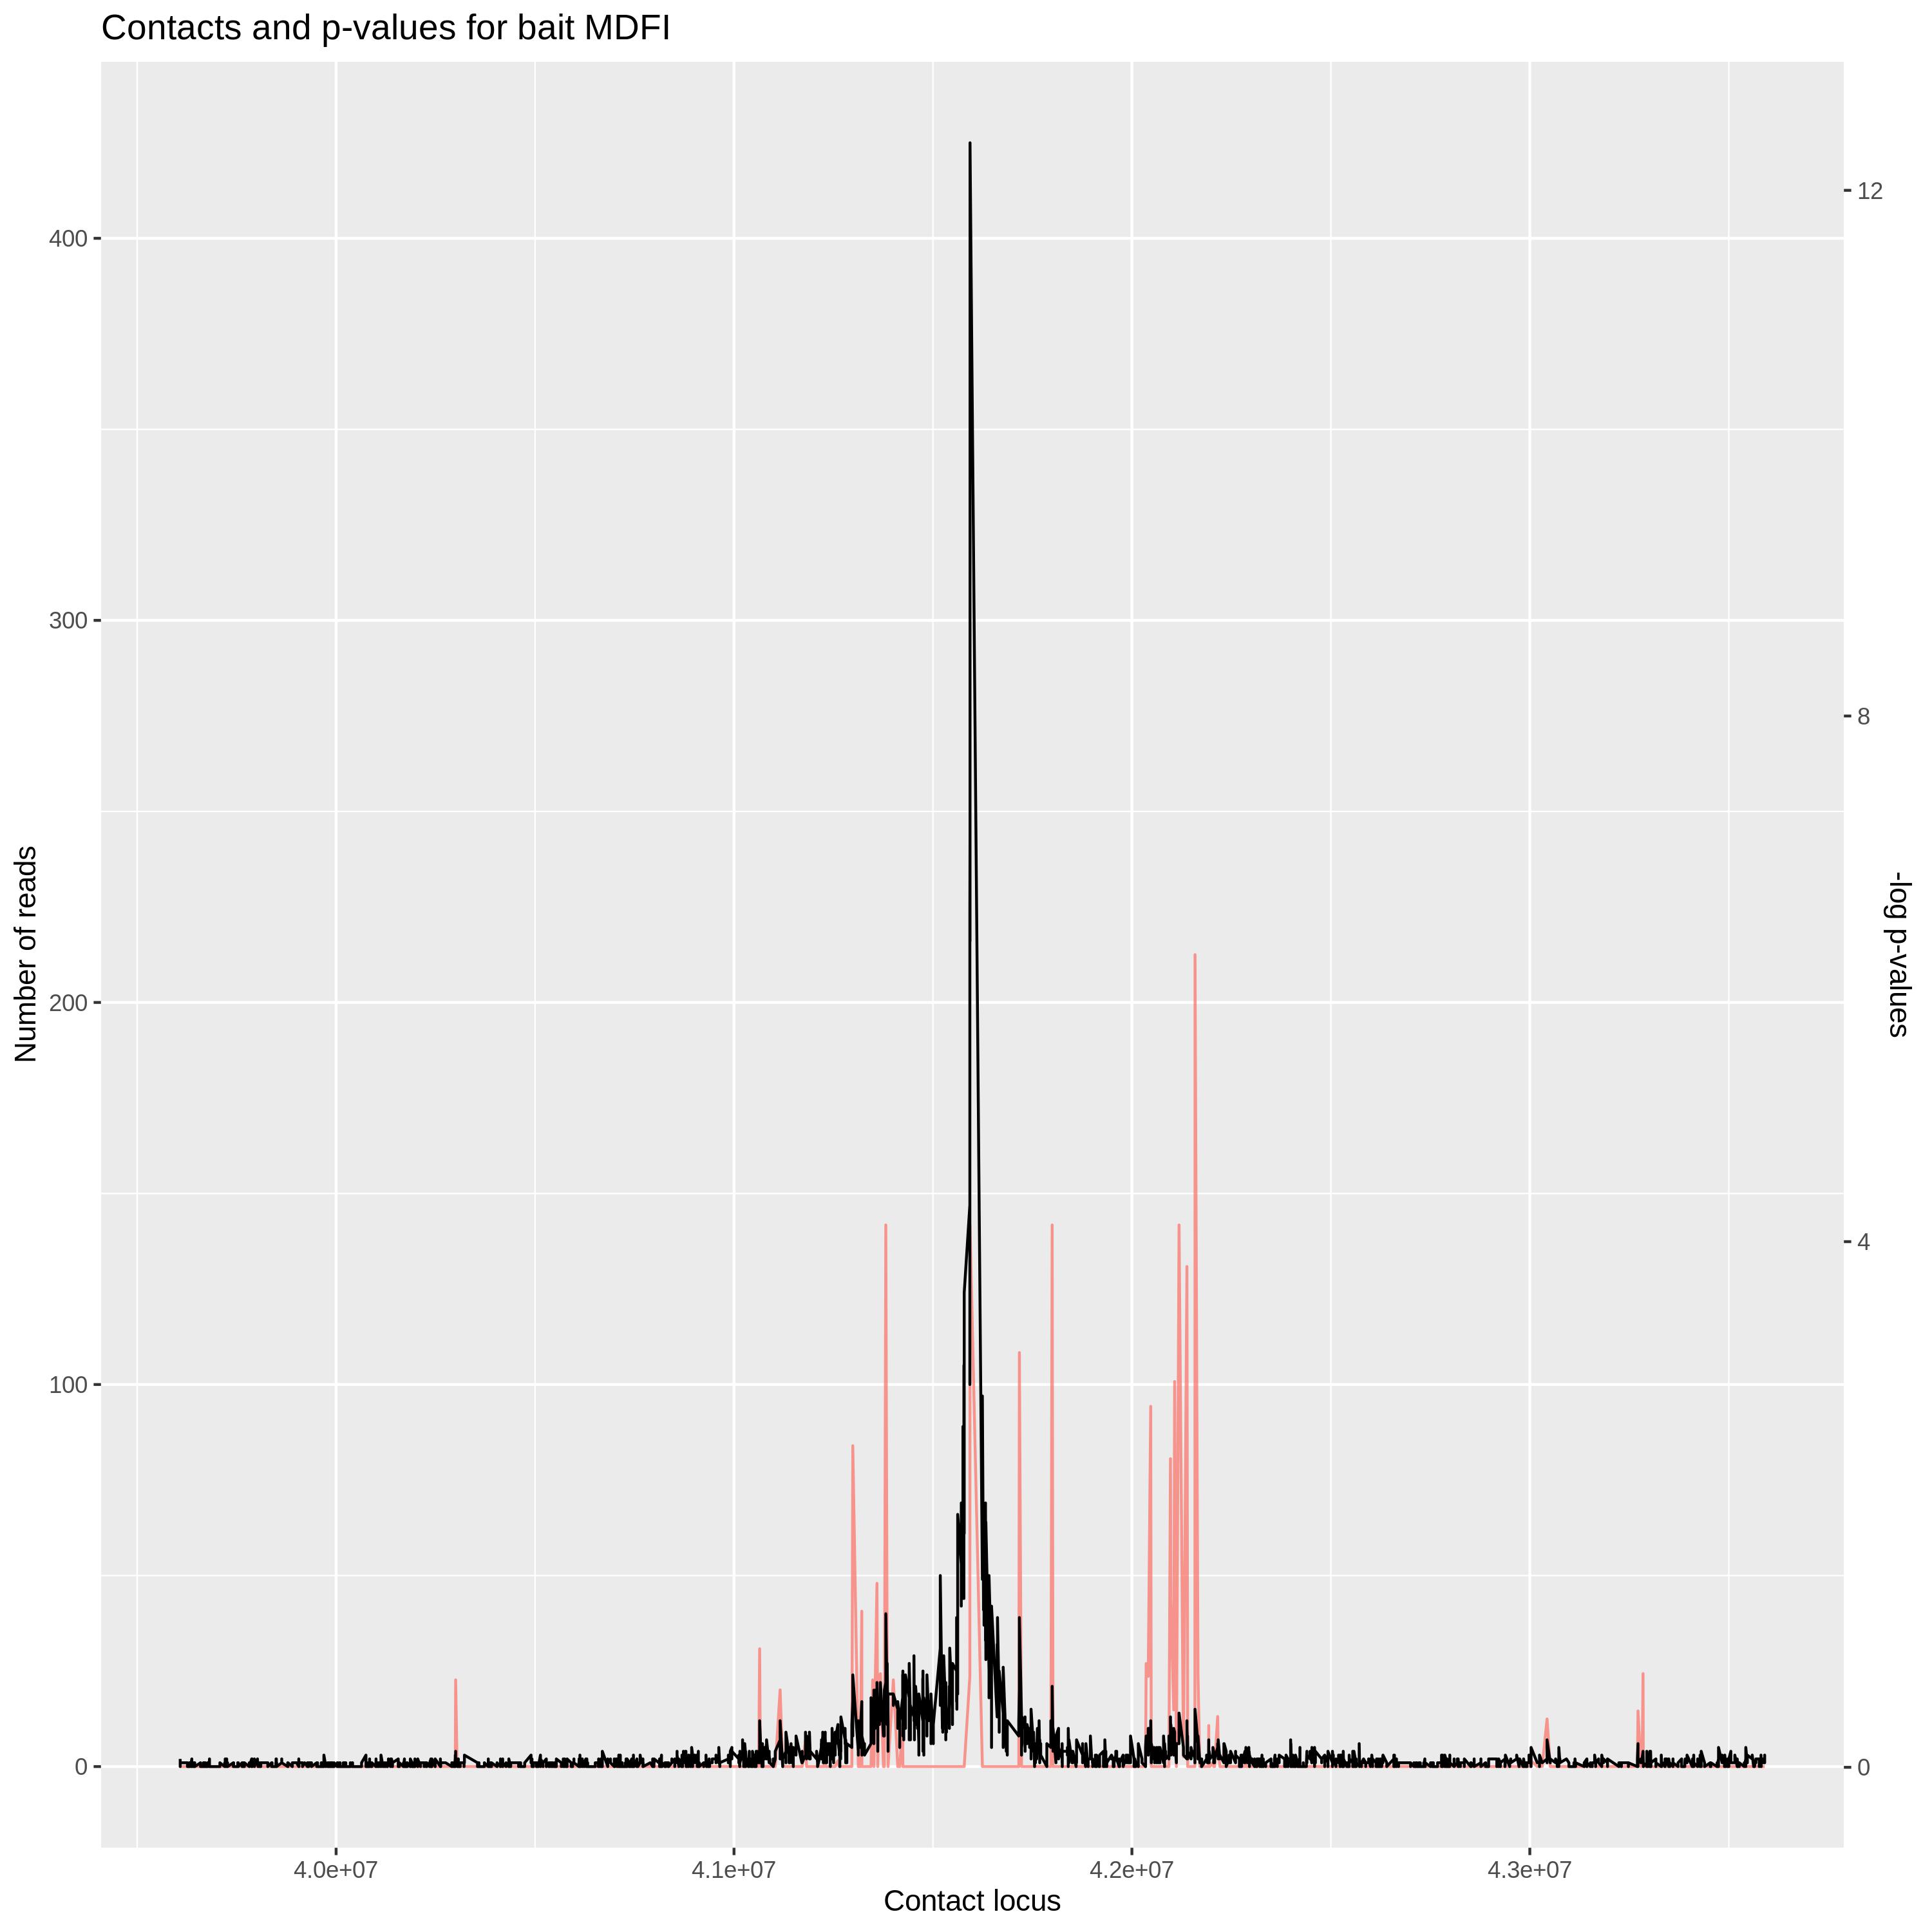 Contacts and p-values for bait MDFI
Number of reads
400
300
200
100
0
12
8
4
0
-log p-values
4.0e+07
4.1e+07
4.2e+07
4.3e+07
Contact locus